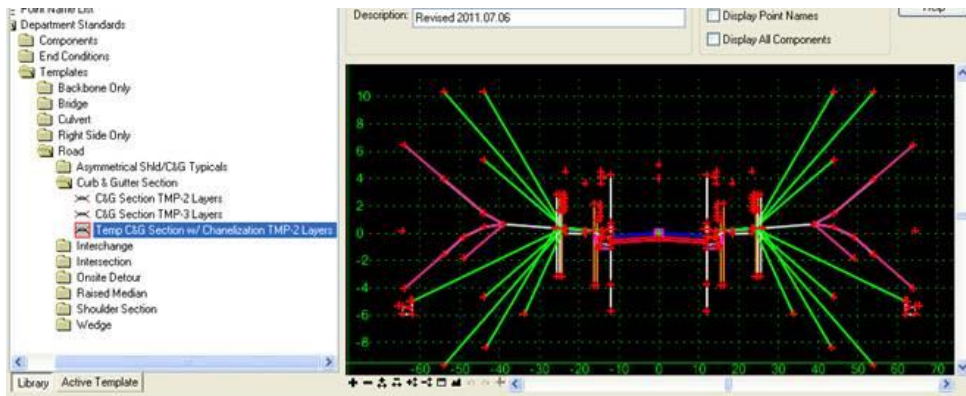 Point Name List
Department Standards
Components
End Conditions
Templates
Backbone Only
Bridge
Culvert
Right Side Only
Road
Asymmetrical Shld/C&G Typicals
Curb & Gutter Section
C&G Section TMP-2 Layers
C&G Section TMP-3 Layers
Temp C&G Section w/ Chanelization TMP-2 Layers
Interchange
Intersection
Onsite Detour
Raised Median
Shoulder Section
Wedge
Library Active Template
Description: Revised 2011.07.06
Display Point Names
Display All Components
Help
10
8
6
4
2
0
-2
-4
-6
-8
-60 -50 -40 -30 -20 -10 0 10 20 30 40 50 60 70